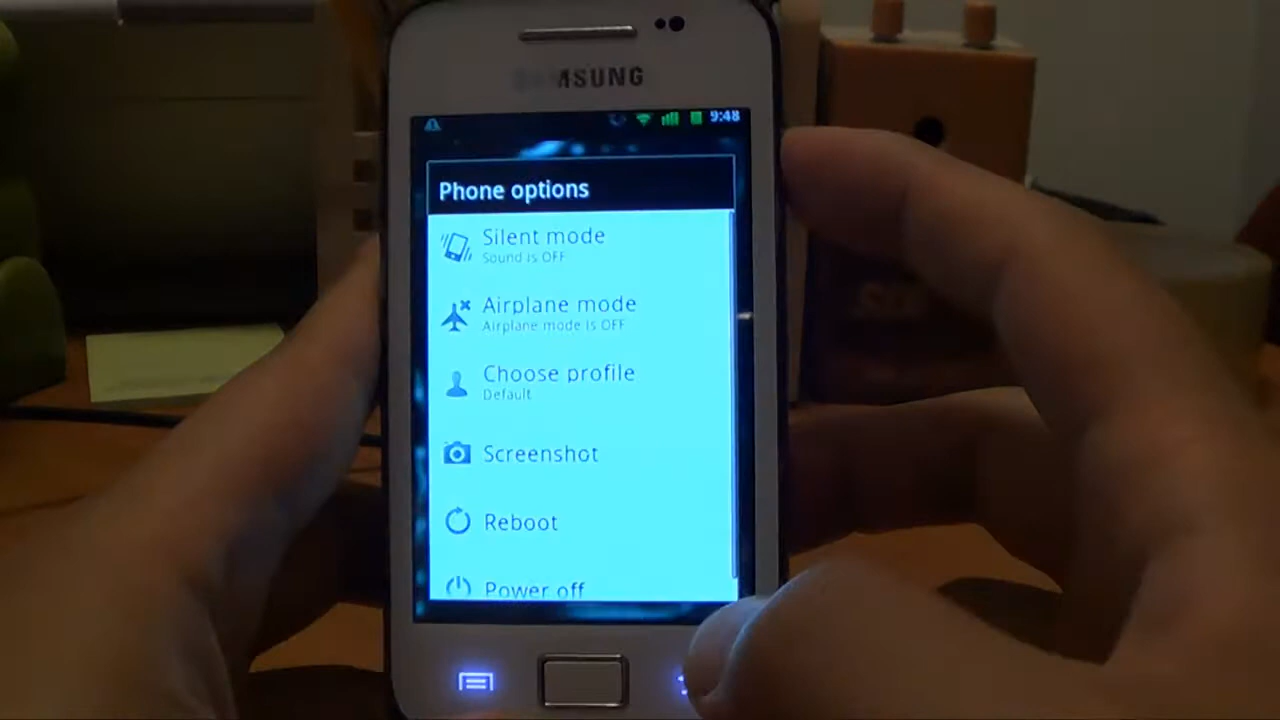 SAMSUNG
9:48
Phone options
Silent mode
Sound is OFF
Airplane mode
Airplane mode is OFF
Choose profile
Default
Screenshot
Reboot
Power off